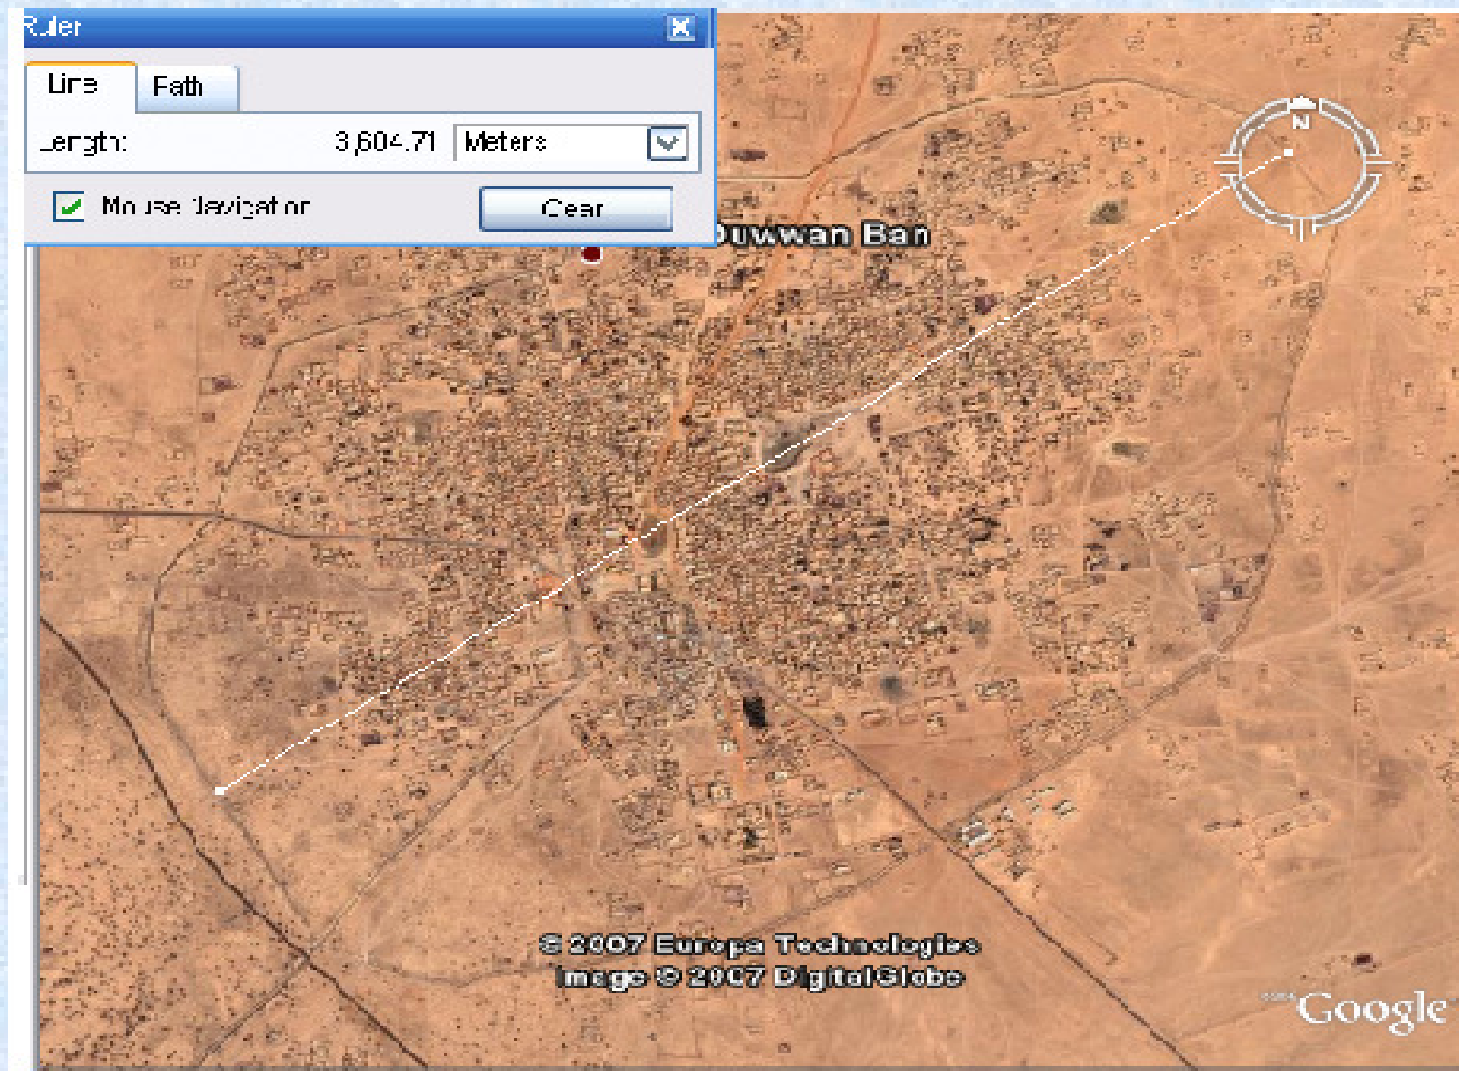 Ruler
Line Path
Length: 3,604.71 Meters
Mouse Navigation Clear
N
Ban
© 2007 Europa Technologies
Image © 2007 DigitalGlobe
Google